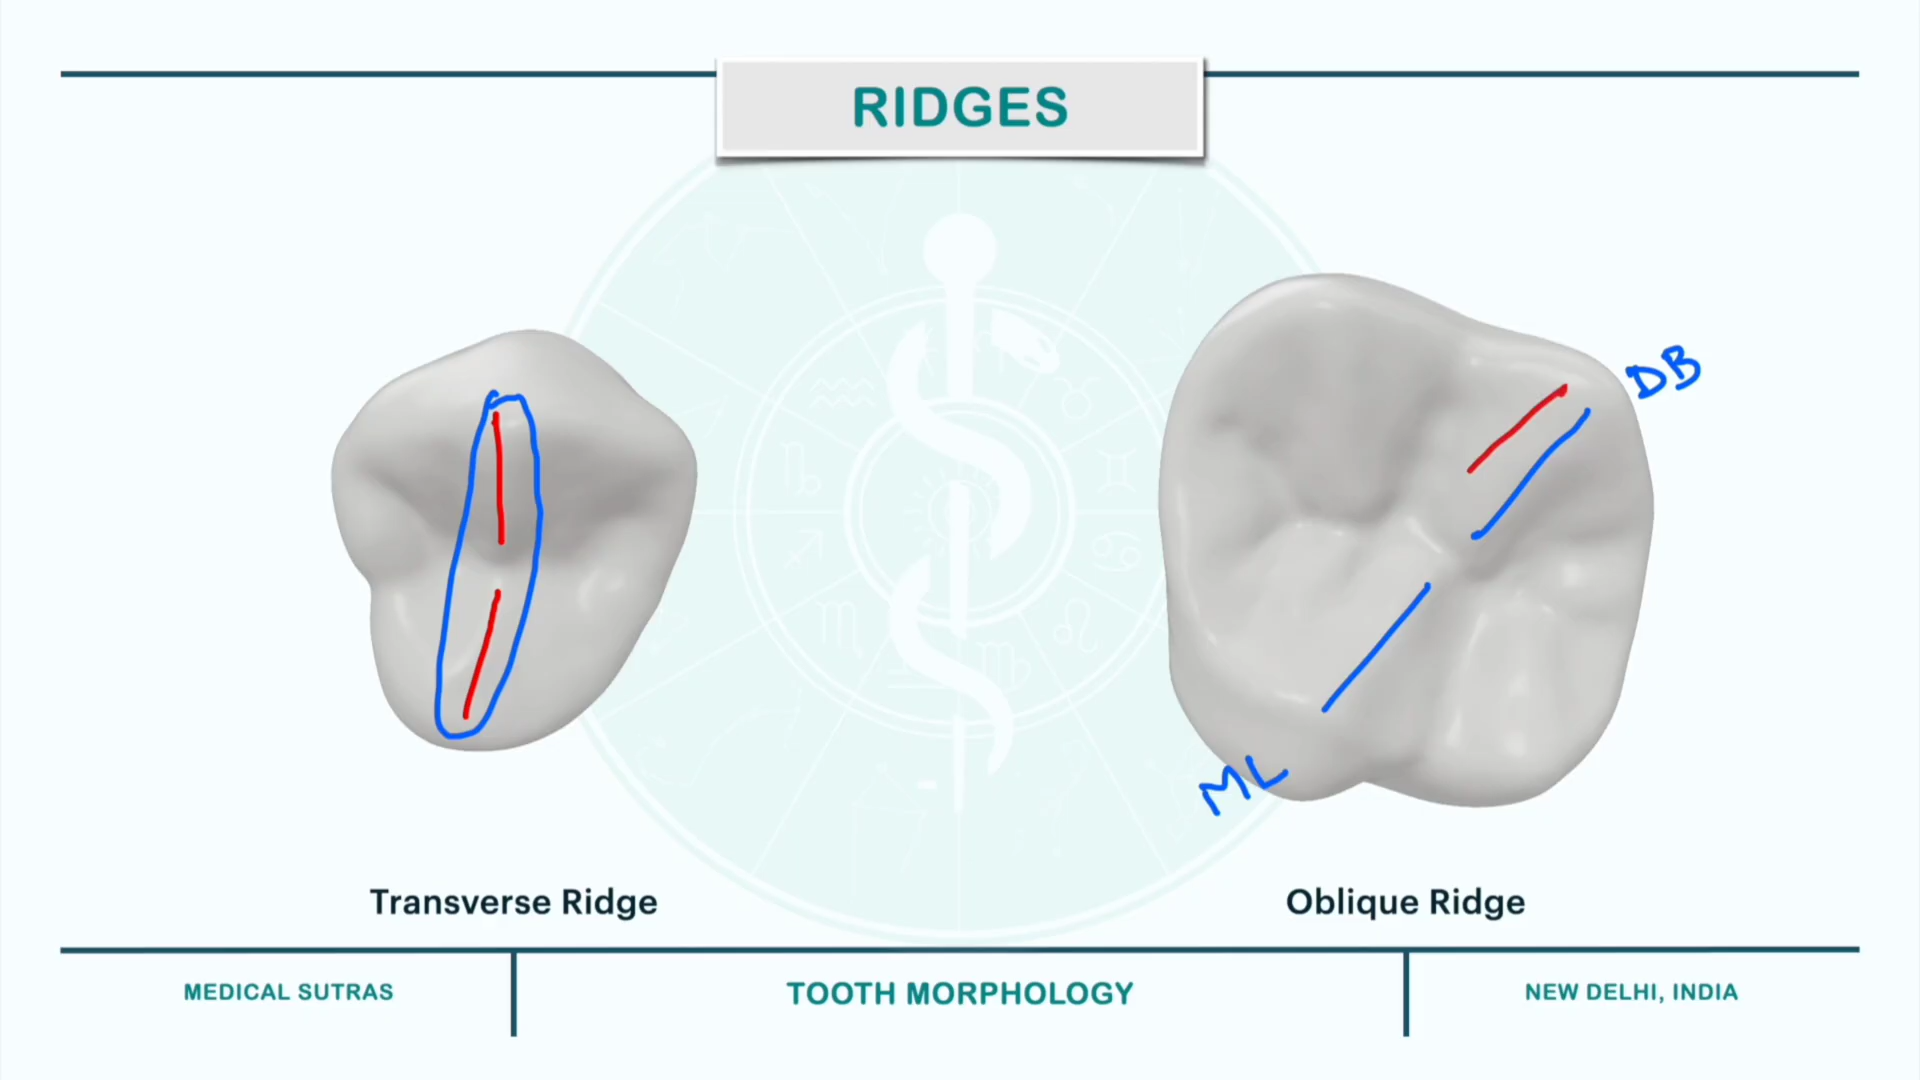 RIDGES
DB
ML
Transverse Ridge
Oblique Ridge
MEDICAL SUTRAS
TOOTH MORPHOLOGY
NEW DELHI, INDIA